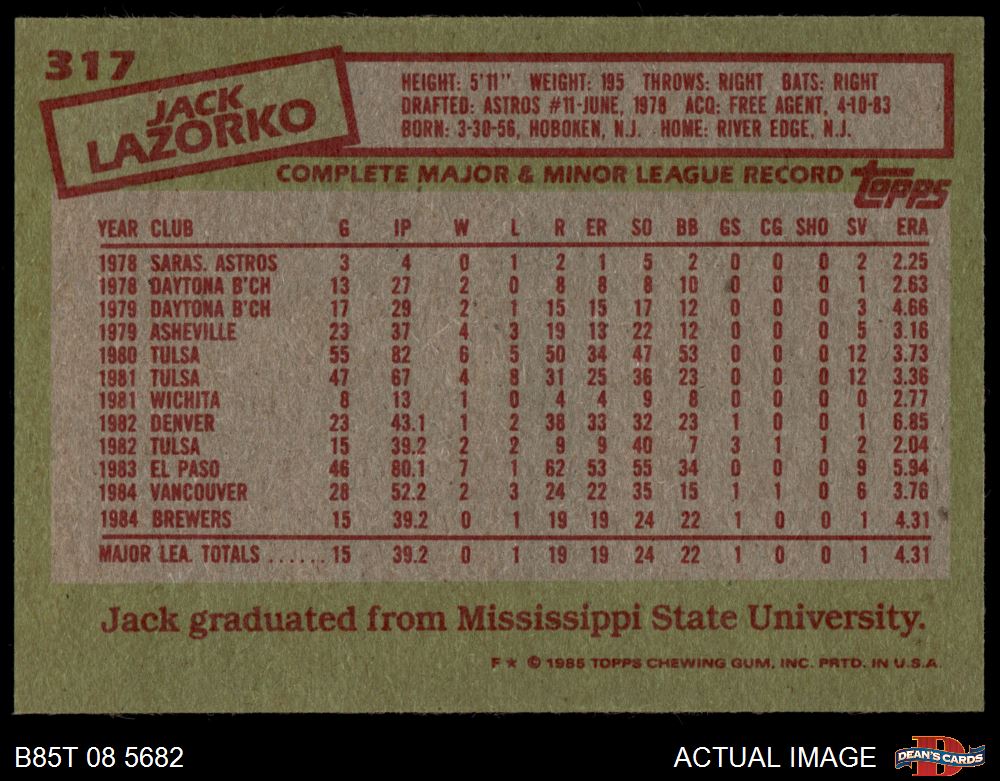 317
JACK
LAZORKO
HEIGHT: 5'11" WEIGHT: 195 THROWS: RIGHT BATS: RIGHT
DRAFTED: ASTROS #11-JUNE, 1978 ACQ: FREE AGENT, 4-10-83
BORN: 3-30-56, HOBOKEN, N.J. HOME: RIVER EDGE, N.J.
COMPLETE MAJOR & MINOR LEAGUE RECORD topps
YEAR CLUB G IP W L R ER SO BB GS CG SHO SV ERA
1978 SARAS. ASTROS 3 4 0 1 2 1 5 2 0 0 0 2 2.25
1978 DAYTONA B'CH 13 27 2 0 8 8 8 10 0 0 0 1 2.63
1979 DAYTONA B'CH 17 29 2 1 15 15 17 12 0 0 0 3 4.66
1979 ASHEVILLE 23 37 4 3 19 13 22 12 0 0 0 5 3.16
1980 TULSA 55 82 6 5 50 34 47 53 0 0 0 12 3.73
1981 TULSA 47 67 4 8 31 25 36 23 0 0 0 12 3.36
1981 WICHITA 8 13 1 0 4 4 9 8 0 0 0 0 2.77
1982 DENVER 23 43.1 1 2 38 33 32 23 1 0 0 1 6.85
1982 TULSA 15 39.2 2 2 9 9 40 7 3 1 1 2 2.04
1983 EL PASO 46 80.1 7 1 62 53 55 34 0 0 0 9 5.94
1984 VANCOUVER 28 52.2 2 3 24 22 35 15 1 1 0 6 3.76
1984 BREWERS 15 39.2 0 1 19 19 24 22 1 0 0 1 4.31
MAJOR LEA. TOTALS ...... 15 39.2 0 1 19 19 24 22 1 0 0 1 4.31
Jack graduated from Mississippi State University.
F★ © 1985 TOPPS CHEWING GUM, INC. PRTD. IN U.S.A.
B85T 08 5682 ACTUAL IMAGE D DEAN'S CARDS